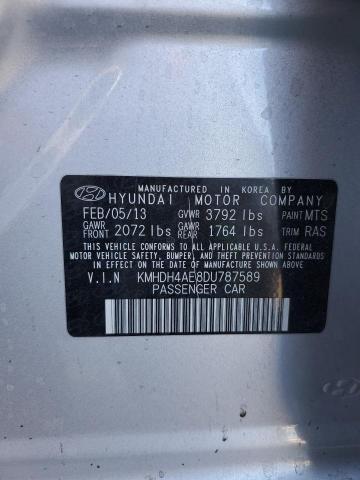 MANUFACTURED IN KOREA BY
HYUNDAI MOTOR COMPANY
FEB/05/13 GVWR 3792 lbs PAINT MTS
GAWR FRONT 2072 lbs GAWR REAR 1764 lbs TRIM RAS
THIS VEHICLE CONFORMS TO ALL APPLICABLE U.S. FEDERAL
MOTOR VEHICLE SAFETY, BUMPER, AND THEFT PREVENTION STANDARDS
IN EFFECT ON THE DATE OF MANUFACTURE SHOWN ABOVE.
V.I.N KMHDH4AE8DU787589
PASSENGER CAR